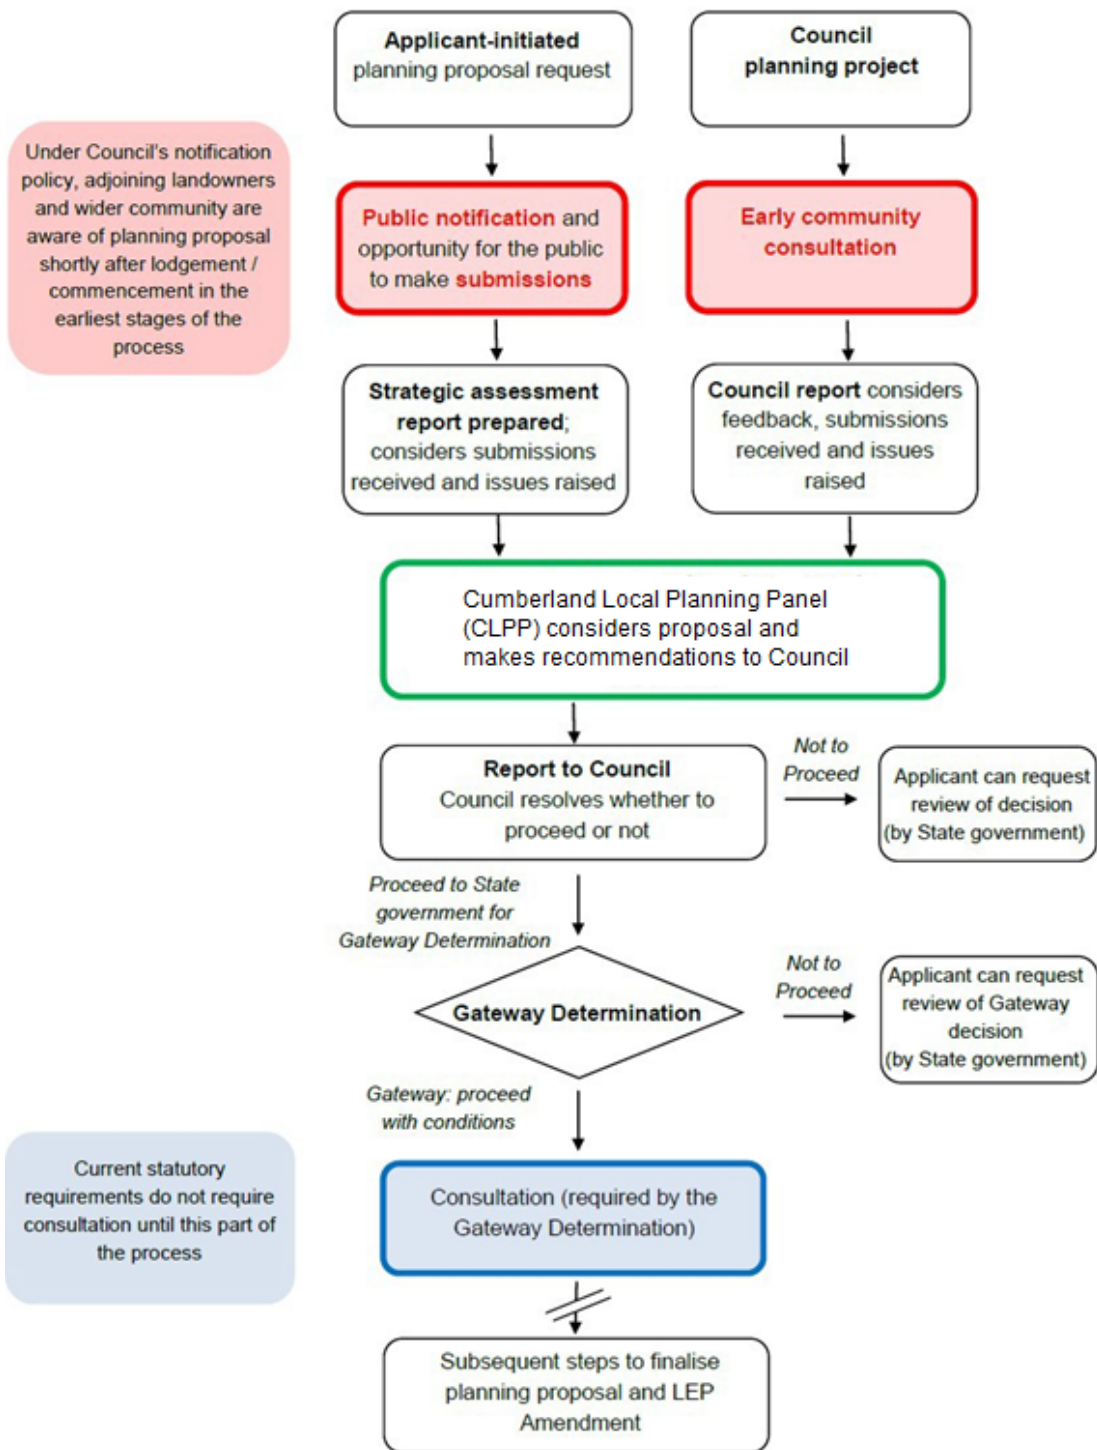 Applicant-initiated
planning proposal request
Council
planning project
Under Council's notification
policy, adjoining landowners
and wider community are
aware of planning proposal
shortly after lodgement /
commencement in the
earliest stages of the
process
Public notification and
opportunity for the public
to make submissions
Early community
consultation
Strategic assessment
report prepared;
considers submissions
received and issues raised
Council report considers
feedback, submissions
received and issues
raised
Cumberland Local Planning Panel
(CLPP) considers proposal and
makes recommendations to Council
Report to Council
Council resolves whether to
proceed or not
Not to
Proceed
Applicant can request
review of decision
(by State government)
Proceed to State
government for
Gateway Determination
Gateway Determination
Not to
Proceed
Applicant can request
review of Gateway
decision
(by State government)
Gateway: proceed
with conditions
Current statutory
requirements do not require
consultation until this part of
the process
Consultation (required by the
Gateway Determination)
Subsequent steps to finalise
planning proposal and LEP
Amendment